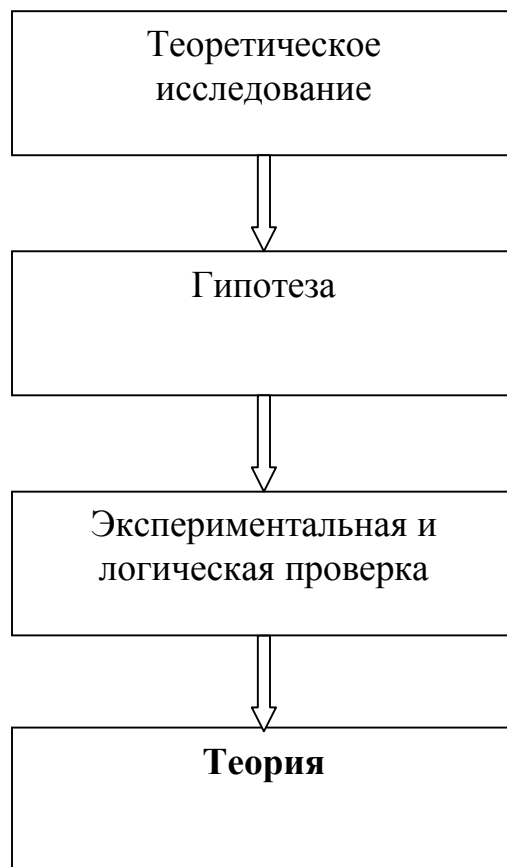 Теоретическое
исследование
Гипотеза
Экспериментальная и
логическая проверка
Теория